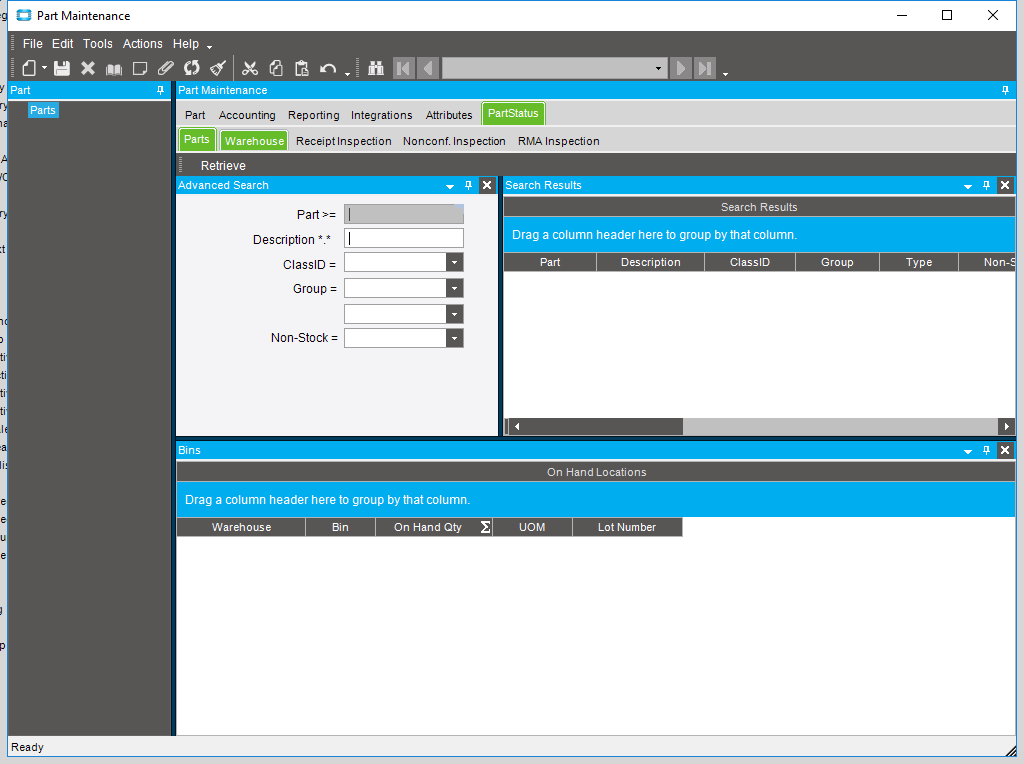 Part Maintenance
File Edit Tools Actions Help
Part
Parts
Part Maintenance
Part Accounting Reporting Integrations Attributes PartStatus
Parts Warehouse Receipt Inspection Nonconf. Inspection RMA Inspection
Retrieve
Advanced Search
Part >=
Description *.*
ClassID =
Group =
Non-Stock =
Search Results
Search Results
Drag a column header here to group by that column.
Part Description ClassID Group Type Non-S
Bins
On Hand Locations
Drag a column header here to group by that column.
Warehouse Bin On Hand Qty Σ UOM Lot Number
Ready